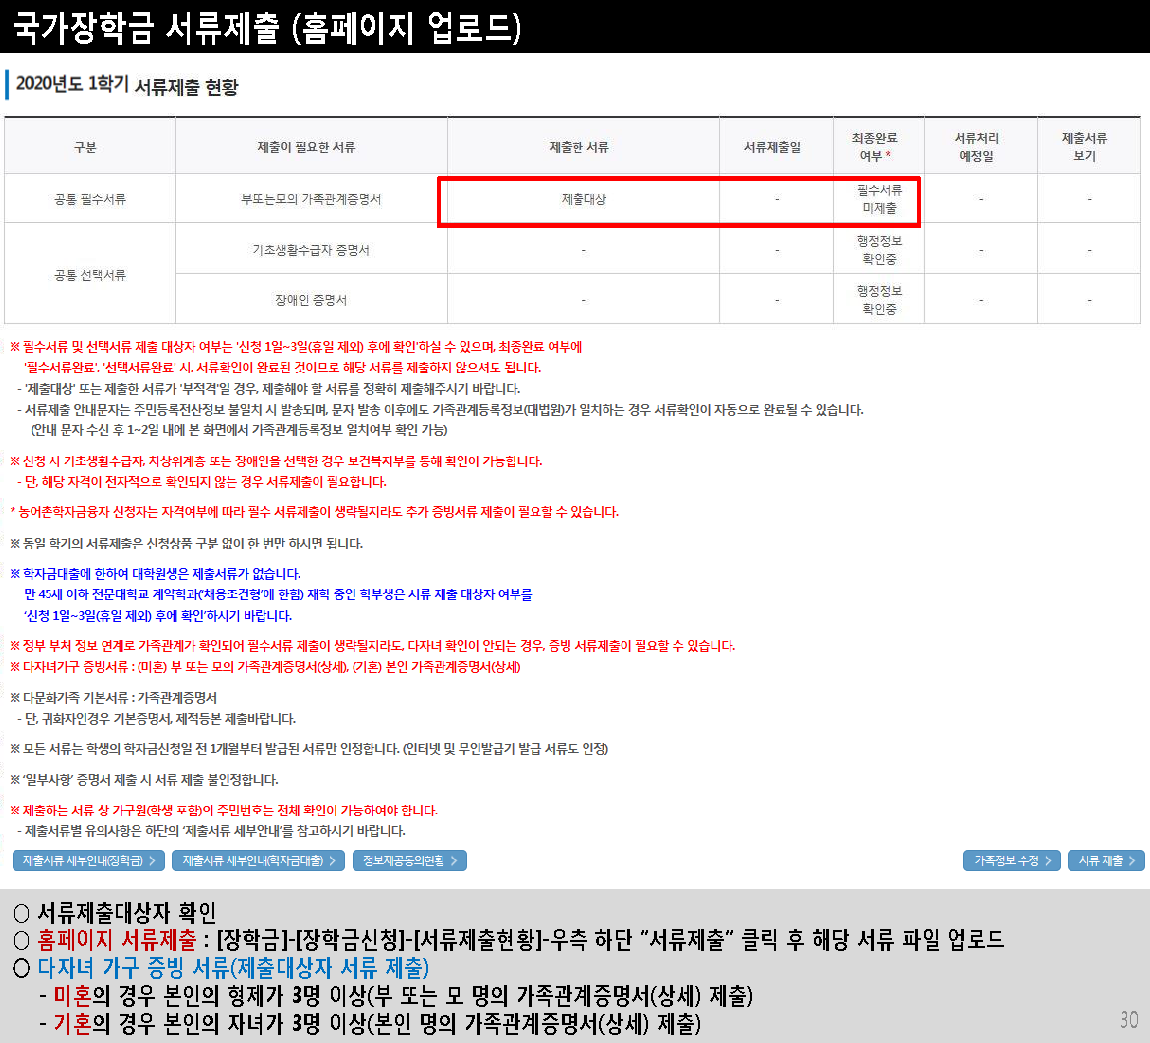 국가장학금 서류제출 (홈페이지 업로드)
2020년도 1학기 서류제출 현황
구분 제출이 필요한 서류 제출한 서류 서류제출일 최종완료 여부 * 서류처리 예정일 제출서류 보기
공통 필수서류 부또는모의 가족관계증명서 제출대상 - 필수서류 미제출 - -
공통 선택서류 기초생활수급자 증명서 - - 행정정보 확인중 - -
장애인 증명서 - - 행정정보 확인중 - -
※ 필수서류 및 선택서류 제출 대상자 여부는 '신청 1일~3일(휴일 제외) 후에 확인'하실 수 있으며, 최종완료 여부에
'필수서류완료', '선택서류완료' 시, 서류확인이 완료된 것이므로 해당 서류를 제출하지 않으셔도 됩니다.
- '제출대상' 또는 제출한 서류가 '부적격'일 경우, 제출해야 할 서류를 정확히 제출해주시기 바랍니다.
- 서류제출 안내문자는 주민등록전산정보 불일치 시 발송되며, 문자 발송 이후에도 가족관계등록정보(대법원)가 일치하는 경우 서류확인이 자동으로 완료될 수 있습니다.
(안내 문자 수신 후 1~2일 내에 본 화면에서 가족관계등록정보 일치여부 확인 가능)
※ 신청 시 기초생활수급자, 차상위계층 또는 장애인을 선택한 경우 보건복지부를 통해 확인이 가능합니다.
- 단, 해당 자격이 전자적으로 확인되지 않는 경우 서류제출이 필요합니다.
* 농어촌학자금융자 신청자는 자격여부에 따라 필수 서류제출이 생략될지라도 추가 증빙서류 제출이 필요할 수 있습니다.
※ 동일 학기의 서류제출은 신청상품 구분 없이 한 번만 하시면 됩니다.
※ 학자금대출에 한하여 대학원생은 제출서류가 없습니다.
만 45세 이하 전문대학교 계약학과('채용조건형'에 한함) 재학 중인 학부생은 서류 제출 대상자 여부를
'신청 1일~3일(휴일 제외) 후에 확인'하시기 바랍니다.
※ 정부 부처 정보 연계로 가족관계가 확인되어 필수서류 제출이 생략될지라도, 다자녀 확인이 안되는 경우, 증빙 서류제출이 필요할 수 있습니다.
※ 다자녀가구 증빙서류 : (미혼) 부 또는 모의 가족관계증명서(상세), (기혼) 본인 가족관계증명서(상세)
※ 다문화가족 기본서류 : 가족관계증명서
- 단, 귀화자인경우 기본증명서, 제적등본 제출바랍니다.
※ 모든 서류는 학생의 학자금신청일 전 1개월부터 발급된 서류만 인정합니다. (인터넷 및 무인발급기 발급 서류도 인정)
※ '일부사항' 증명서 제출 시 서류 제출 불인정합니다.
※ 제출하는 서류 상 가구원(학생 포함)의 주민번호는 전체 확인이 가능하여야 합니다.
- 제출서류별 유의사항은 하단의 '제출서류 세부안내'를 참고하시기 바랍니다.
제출서류 세부안내(장학금) > 제출서류 세부안내(학자금대출) > 정보제공동의현황 > 가족정보 수정 > 서류 제출 >
○ 서류제출대상자 확인
○ 홈페이지 서류제출 : [장학금]-[장학금신청]-[서류제출현황]-우측 하단 "서류제출" 클릭 후 해당 서류 파일 업로드
○ 다자녀 가구 증빙 서류(제출대상자 서류 제출)
- 미혼의 경우 본인의 형제가 3명 이상(부 또는 모 명의 가족관계증명서(상세) 제출)
- 기혼의 경우 본인의 자녀가 3명 이상(본인 명의 가족관계증명서(상세) 제출)
30